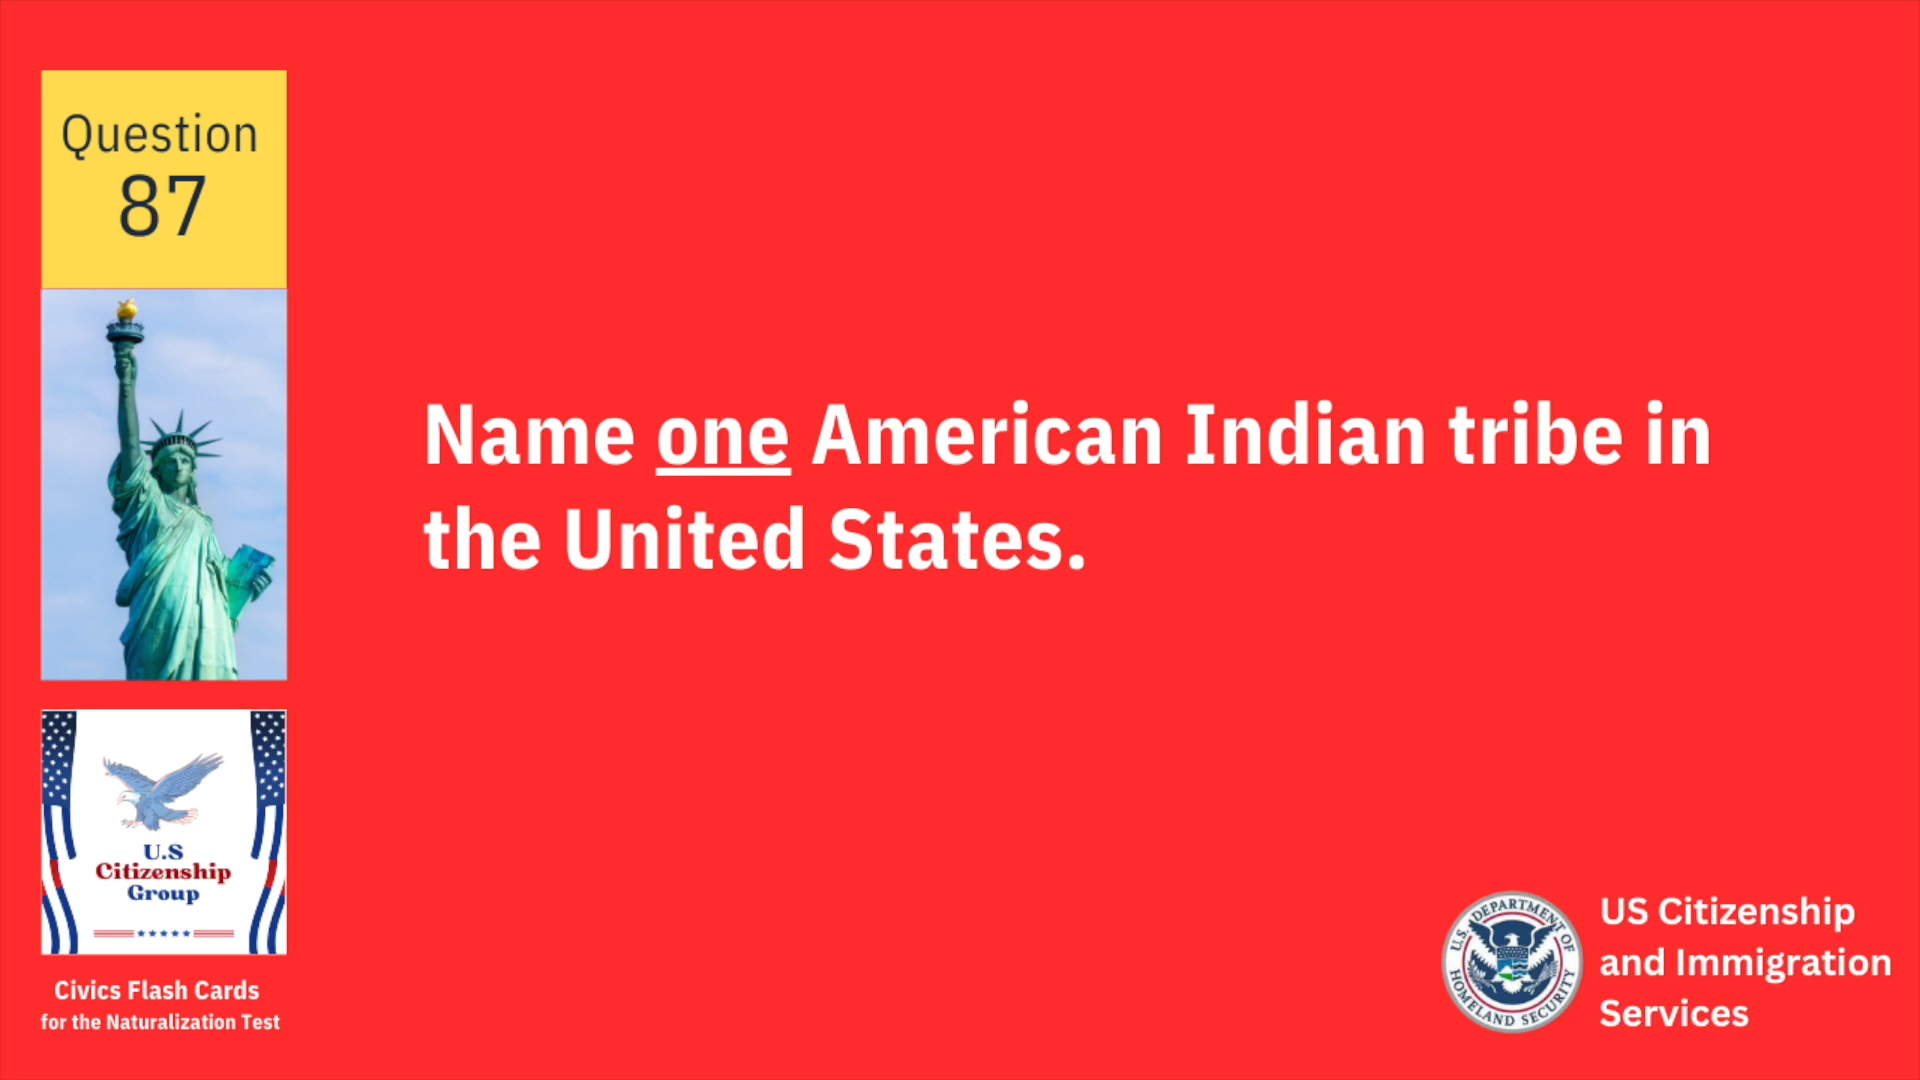 Question
87
Name one American Indian tribe in
the United States.
U.S
Citizenship
Group
Civics Flash Cards
for the Naturalization Test
U.S. DEPARTMENT OF
HOMELAND SECURITY
US Citizenship
and Immigration
Services